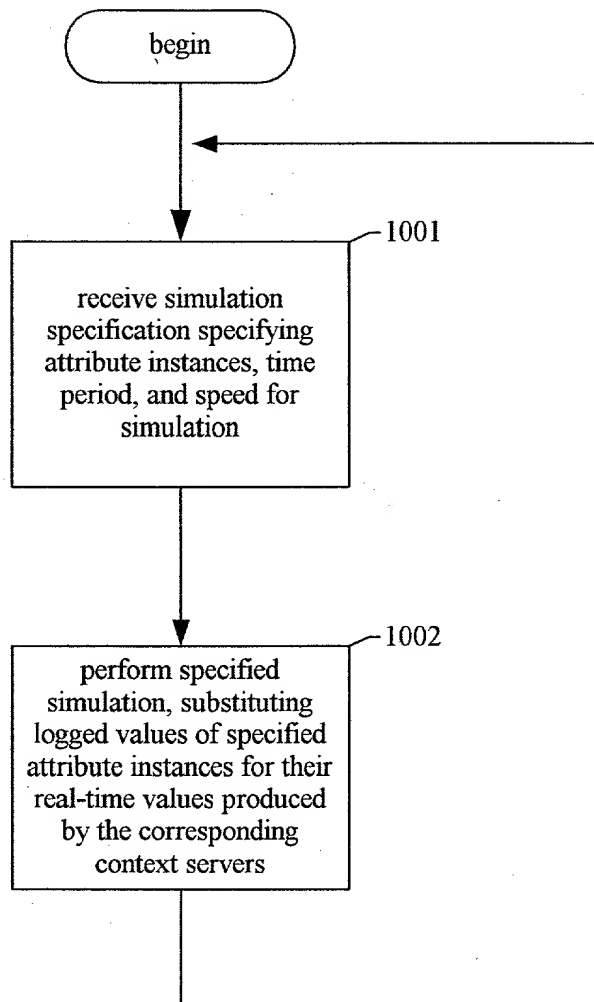 begin
1001
receive simulation
specification specifying
attribute instances, time
period, and speed for
simulation
1002
perform specified
simulation, substituting
logged values of specified
attribute instances for their
real-time values produced
by the corresponding
context servers